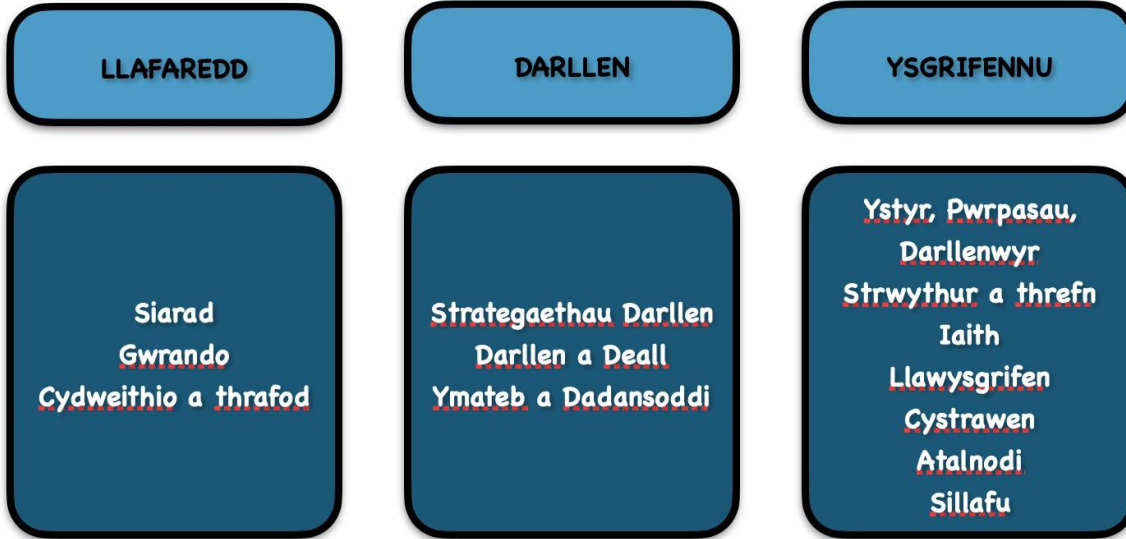 LLAFAREDD
Siarad
Gwrando
Cydweithio a thrafod
DARLLEN
Strategaethau Darllen
Darllen a Deall
Ymateb a Dadansoddi
YSGRIFENNU
Ystyr, Pwrpasau,
Darllenwyr
Strwythur a threfn
Iaith
Llawysgrifen
Cystrawen
Atalnodi
Sillafu